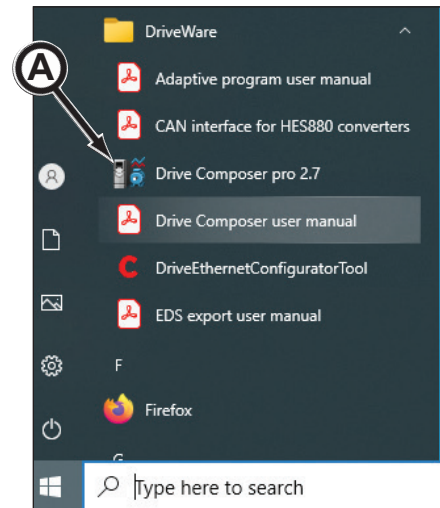 DriveWare
A
Adaptive program user manual
CAN interface for HES880 converters
Drive Composer pro 2.7
Drive Composer user manual
DriveEthernetConfiguratorTool
EDS export user manual
F
Firefox
G
Type here to search